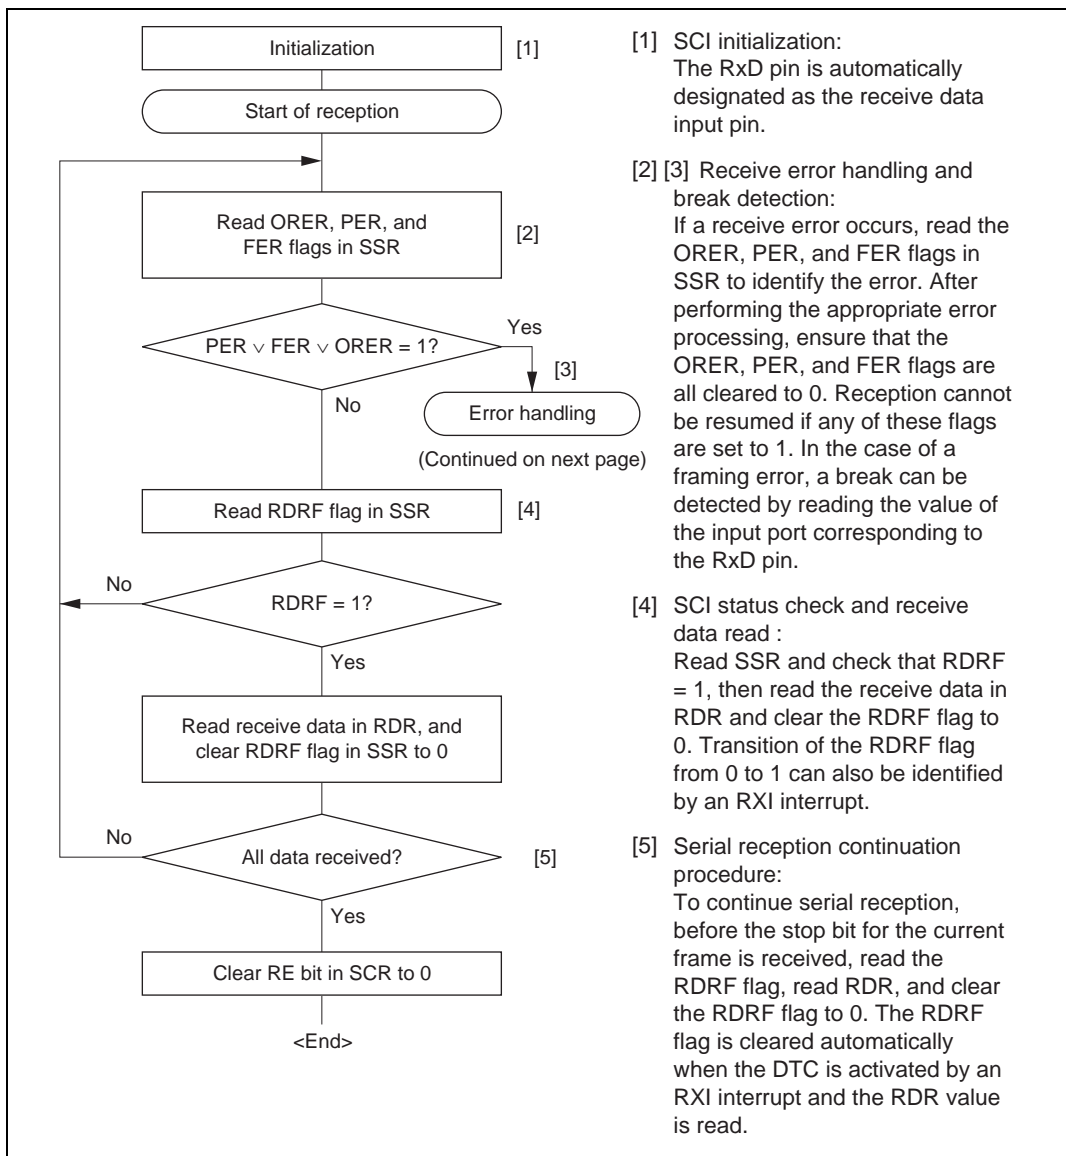 Initialization
[1]
Start of reception
Read ORER, PER, and
FER flags in SSR
[2]
PER ∨ FER ∨ ORER = 1?
Yes
[3]
No
Error handling
(Continued on next page)
Read RDRF flag in SSR
[4]
No
RDRF = 1?
Yes
Read receive data in RDR, and
clear RDRF flag in SSR to 0
No
All data received?
[5]
Yes
Clear RE bit in SCR to 0
<End>
[1] SCI initialization:
The RxD pin is automatically
designated as the receive data
input pin.
[2] [3] Receive error handling and
break detection:
If a receive error occurs, read the
ORER, PER, and FER flags in
SSR to identify the error. After
performing the appropriate error
processing, ensure that the
ORER, PER, and FER flags are
all cleared to 0. Reception cannot
be resumed if any of these flags
are set to 1. In the case of a
framing error, a break can be
detected by reading the value of
the input port corresponding to
the RxD pin.
[4] SCI status check and receive
data read :
Read SSR and check that RDRF
= 1, then read the receive data in
RDR and clear the RDRF flag to
0. Transition of the RDRF flag
from 0 to 1 can also be identified
by an RXI interrupt.
[5] Serial reception continuation
procedure:
To continue serial reception,
before the stop bit for the current
frame is received, read the
RDRF flag, read RDR, and clear
the RDRF flag to 0. The RDRF
flag is cleared automatically
when the DTC is activated by an
RXI interrupt and the RDR value
is read.